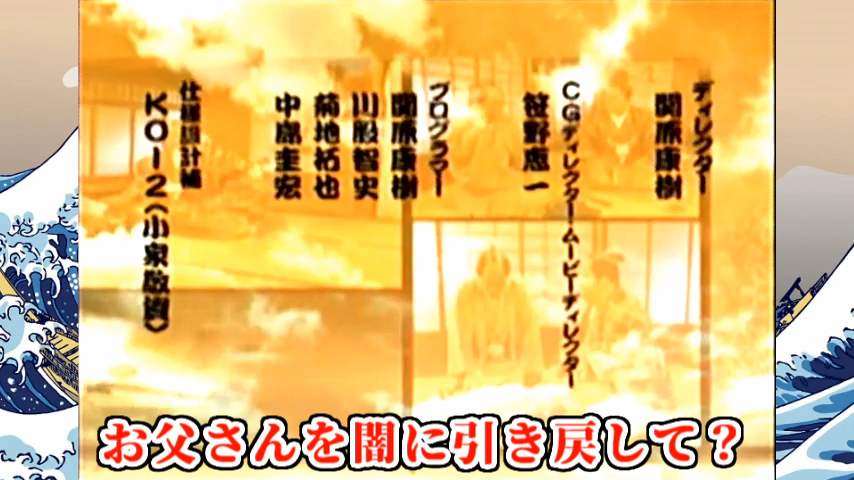 ディレクター
関原康樹
CGディレクタームービーディレクター
笹野恵一
プログラマー
関原康樹
川殿智史
菊地拓也
中島圭宏
仕様設計補
KO-2(小泉敬資)
お父さんを闇に引き戻して？